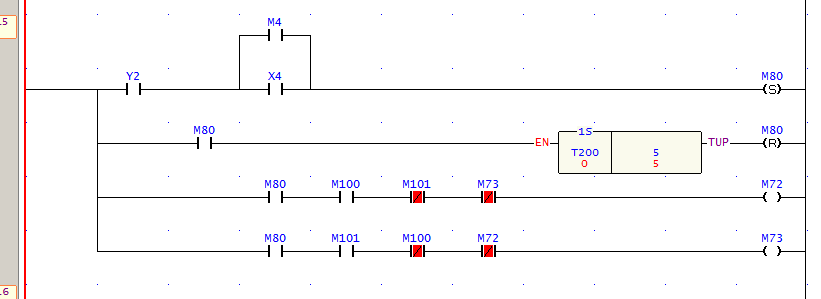 15
M4
Y2 X4 M80
S
M80 1S M80
EN T200 5 TUP R
0 5
M80 M100 M101 M73 M72
M80 M101 M100 M72 M73
16